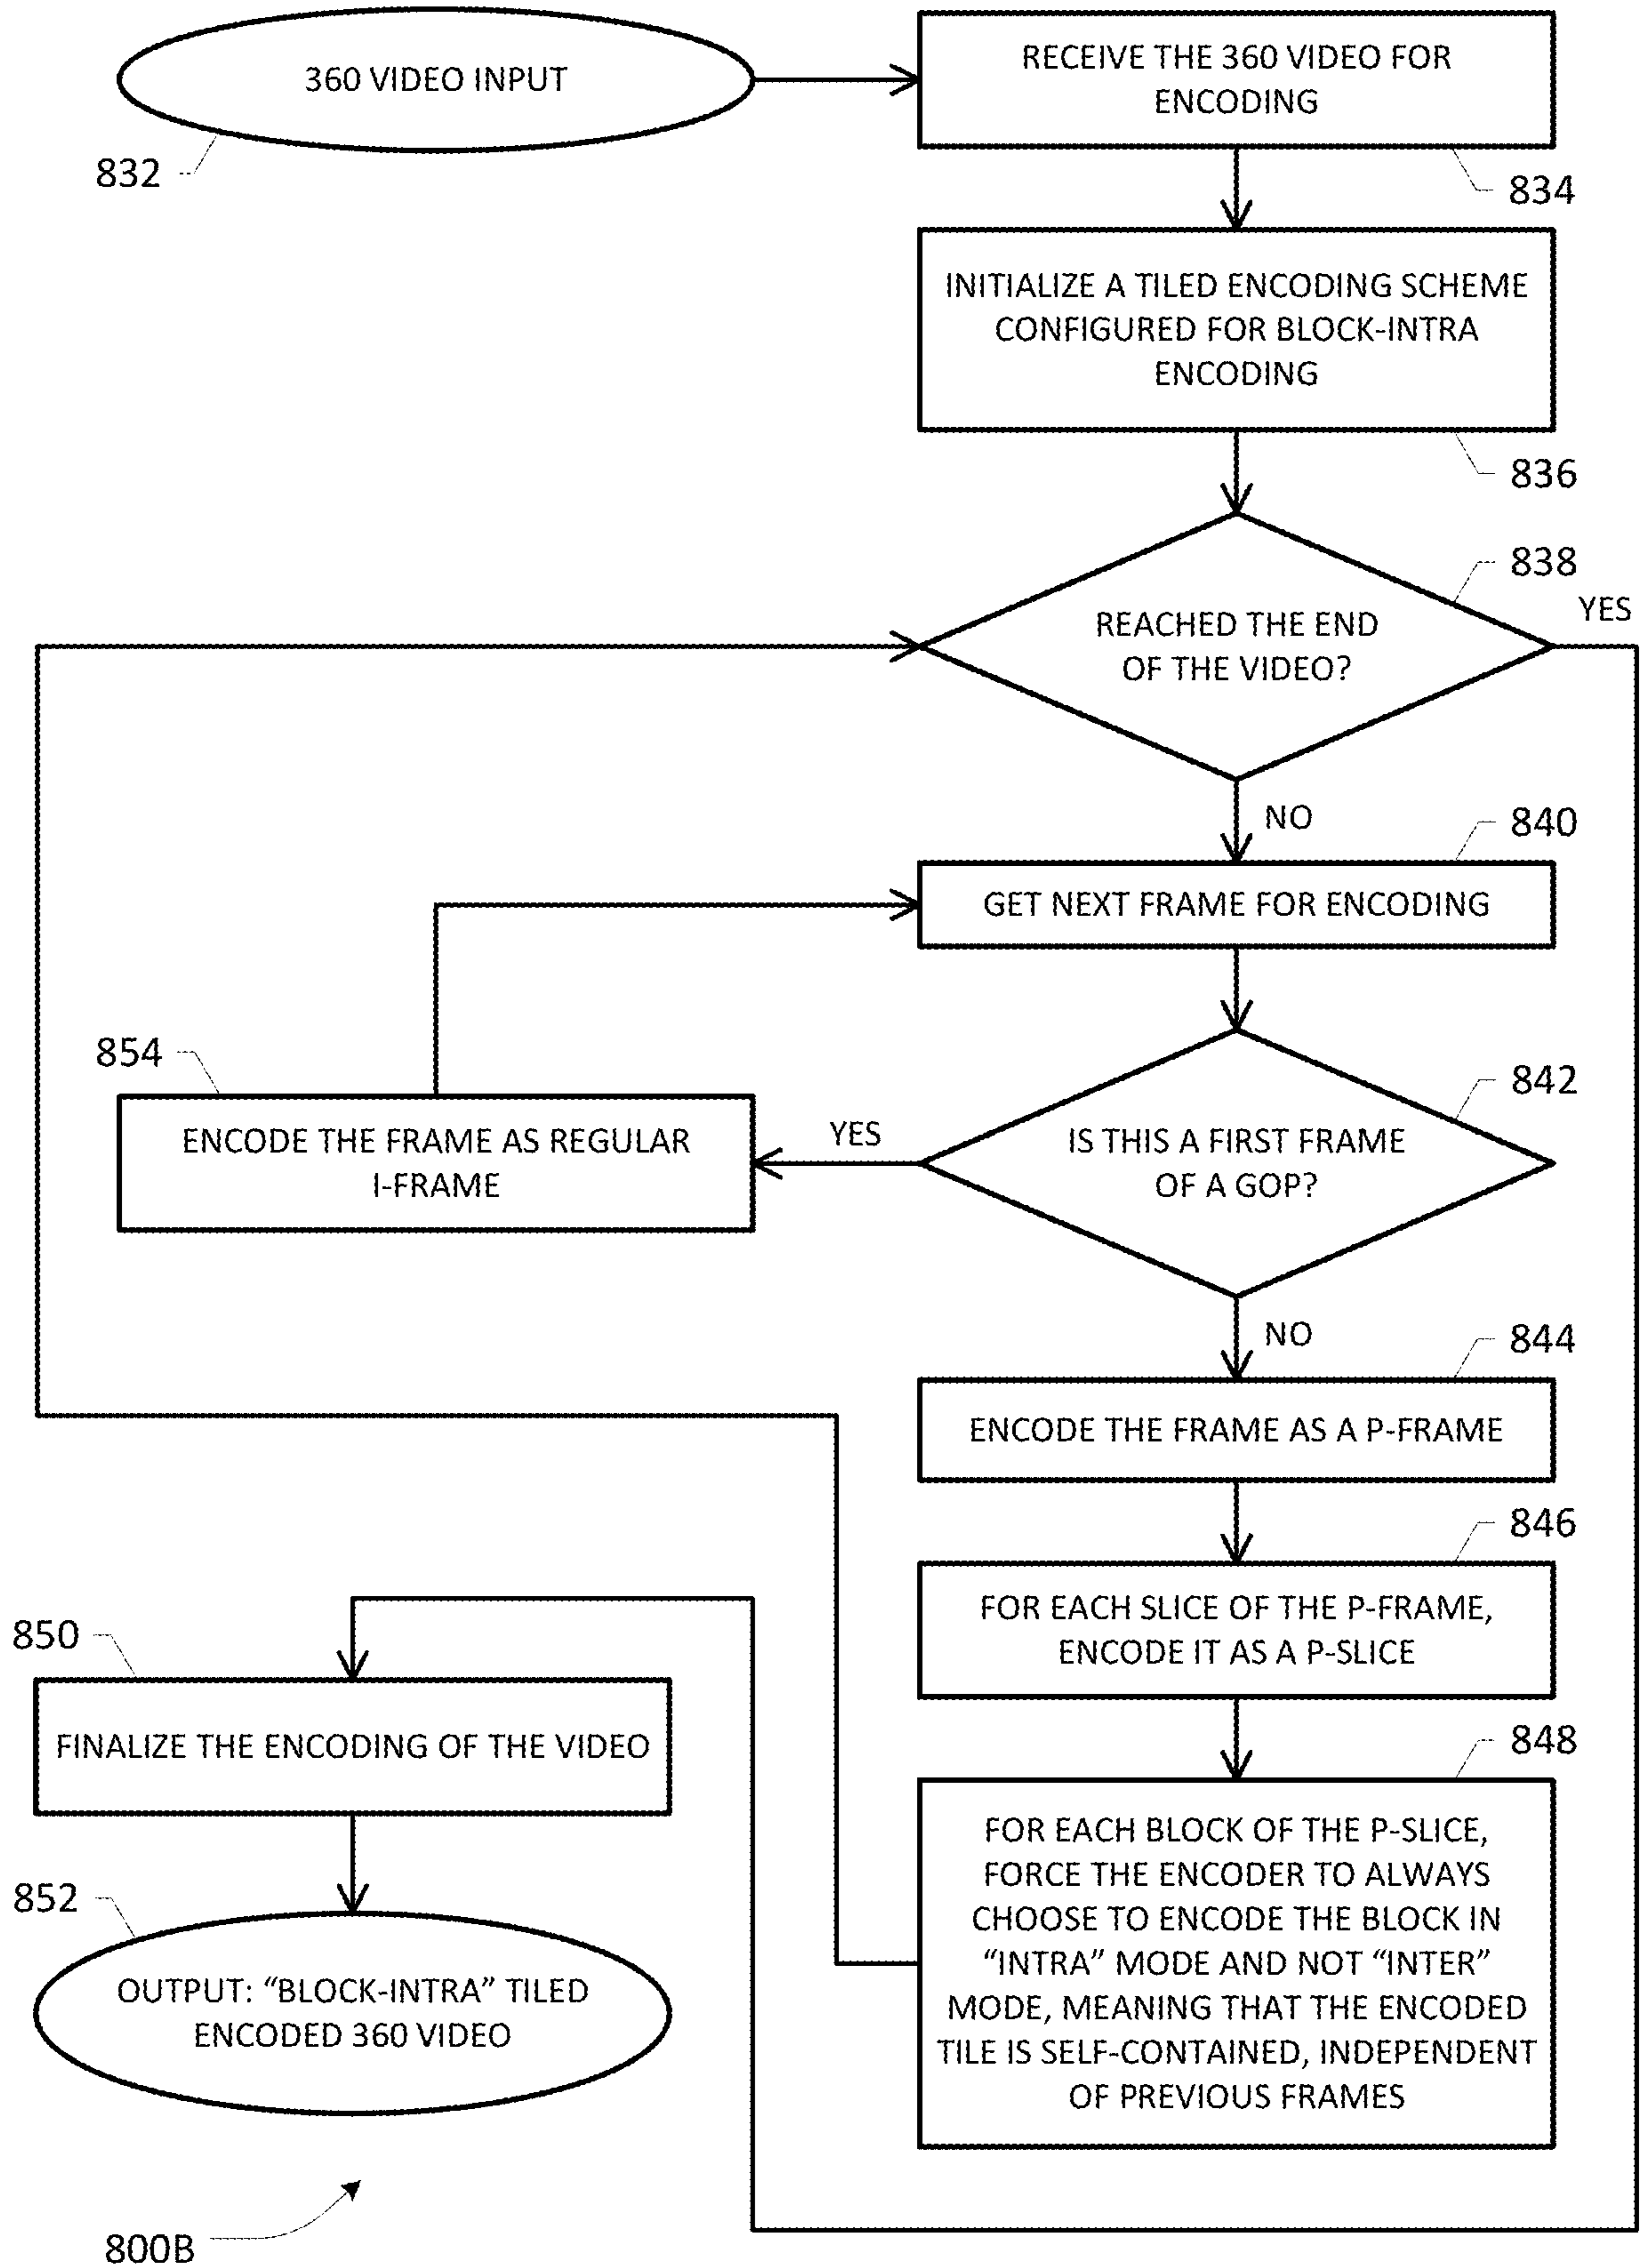 360 VIDEO INPUT
832
RECEIVE THE 360 VIDEO FOR
ENCODING
834
INITIALIZE A TILED ENCODING SCHEME
CONFIGURED FOR BLOCK-INTRA
ENCODING
836
838
YES
REACHED THE END
OF THE VIDEO?
NO
840
GET NEXT FRAME FOR ENCODING
842
IS THIS A FIRST FRAME
OF A GOP?
YES
854
ENCODE THE FRAME AS REGULAR
I-FRAME
NO
844
ENCODE THE FRAME AS A P-FRAME
846
FOR EACH SLICE OF THE P-FRAME,
ENCODE IT AS A P-SLICE
848
FOR EACH BLOCK OF THE P-SLICE,
FORCE THE ENCODER TO ALWAYS
CHOOSE TO ENCODE THE BLOCK IN
“INTRA” MODE AND NOT “INTER”
MODE, MEANING THAT THE ENCODED
TILE IS SELF-CONTAINED, INDEPENDENT
OF PREVIOUS FRAMES
850
FINALIZE THE ENCODING OF THE VIDEO
852
OUTPUT: “BLOCK-INTRA” TILED
ENCODED 360 VIDEO
800B